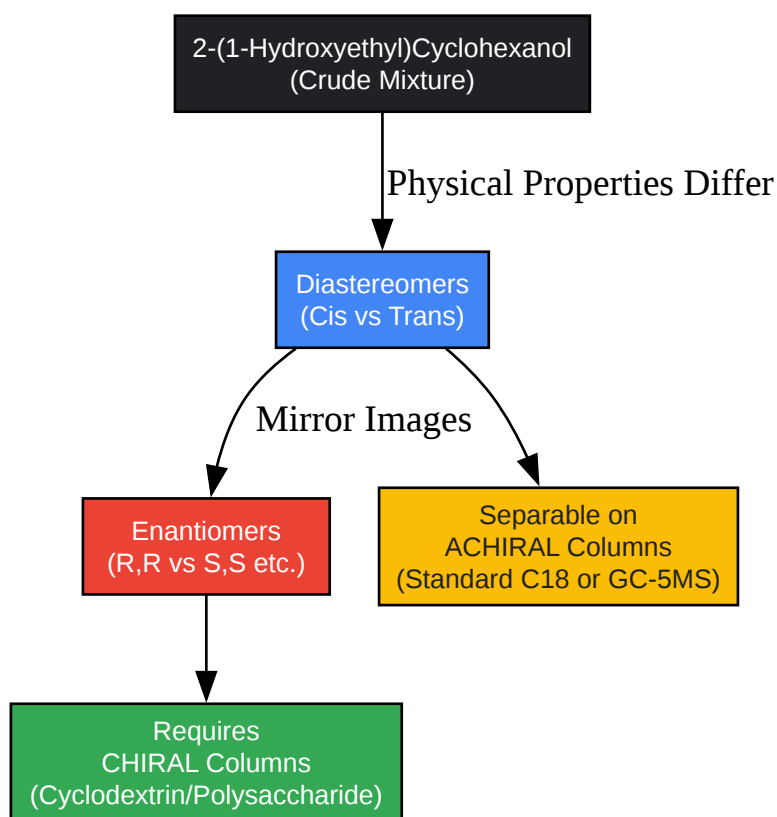 2-(1-Hydroxyethyl)Cyclohexanol
(Crude Mixture)
Physical Properties Differ
Diastereomers
(Cis vs Trans)
Mirror Images
Enantiomers
(R,R vs S,S etc.)
Separable on
ACHIRAL Columns
(Standard C18 or GC-5MS)
Requires
CHIRAL Columns
(Cyclodextrin/Polysaccharide)